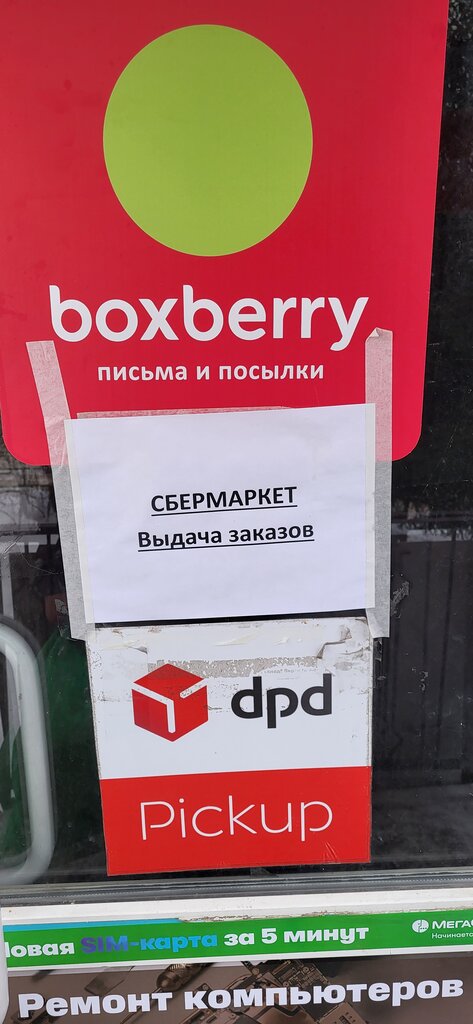 boxberry
письма и посылки
СБЕРМАРКЕТ
Выдача заказов
dpd
Pickup
SIM-карта за 5 минут
Ремонт компьютеров